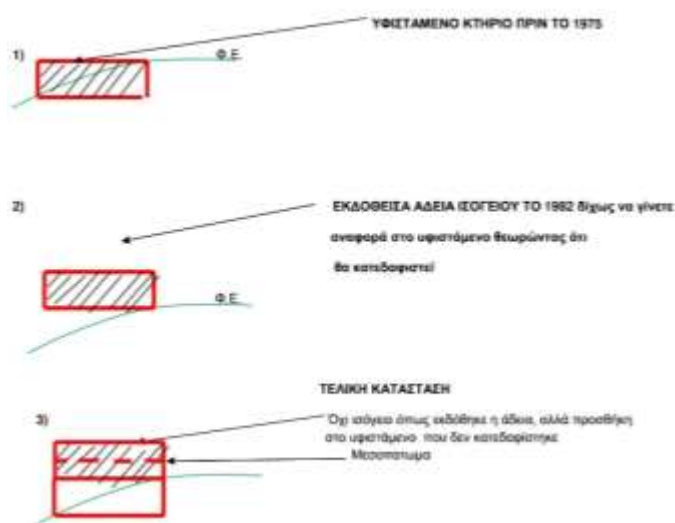 ΥΦΙΣΤΑΜΕΝΟ ΚΤΗΡΙΟ ΠΡΙΝ ΤΟ 1975
1)
Φ.Ε.
2)
ΕΚΔΟΘΕΙΣΑ ΑΔΕΙΑ ΙΣΟΓΕΙΟΥ ΤΟ 1982 δίχως να γίνετε
αναφορά στο υφιστάμενο θεωρώντας ότι
θα κατεδαφιστεί
Φ.Ε.
ΤΕΛΙΚΗ ΚΑΤΑΣΤΑΣΗ
3)
Όχι ισόγειο όπως εκδόθηκε η άδεια, αλλά προσθήκη
στο υφιστάμενο που δεν κατεδαφίστηκε
Μεσοπάτωμα